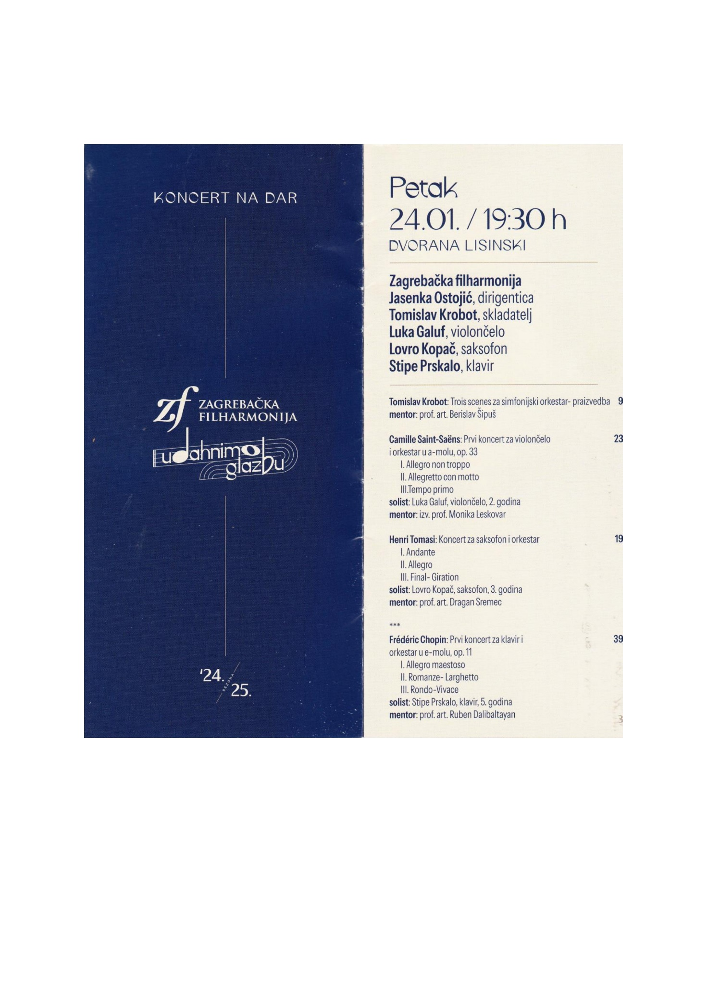 KONCERT NA DAR
zf ZAGREBAČKA
FILHARMONIJA
udahnimo
glazbu
'24.
SEZONA
25.
Petak
24.01. / 19:30 h
DVORANA LISINSKI
Zagrebačka filharmonija
Jasenka Ostojić, dirigentica
Tomislav Krobot, skladatelj
Luka Galuf, violončelo
Lovro Kopač, saksofon
Stipe Prskalo, klavir
Tomislav Krobot: Trois scenes za simfonijski orkestar- praizvedba 9
mentor: prof. art. Berislav Šipuš
Camille Saint-Saëns: Prvi koncert za violončelo 23
i orkestar u a-molu, op. 33
I. Allegro non troppo
II. Allegretto con motto
III.Tempo primo
solist: Luka Galuf, violončelo, 2. godina
mentor: izv. prof. Monika Leskovar
Henri Tomasi: Koncert za saksofon i orkestar 19
I. Andante
II. Allegro
III. Final- Giration
solist: Lovro Kopač, saksofon, 3. godina
mentor: prof. art. Dragan Sremec
***
Frédéric Chopin: Prvi koncert za klavir i 39
orkestar u e-molu, op. 11
I. Allegro maestoso
II. Romanze- Larghetto
III. Rondo-Vivace
solist: Stipe Prskalo, klavir, 5. godina
mentor: prof. art. Ruben Dalibaltayan
3